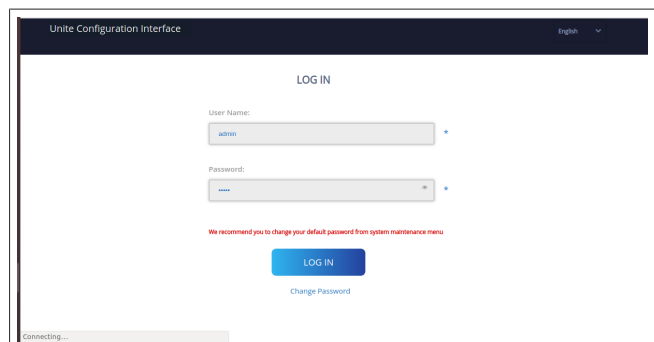 Unite Configuration Interface
English
LOG IN
User Name:
admin
*
Password:
•••••
*
We recommend you to change your default password from system maintenance menu
LOG IN
Change Password
Connecting...